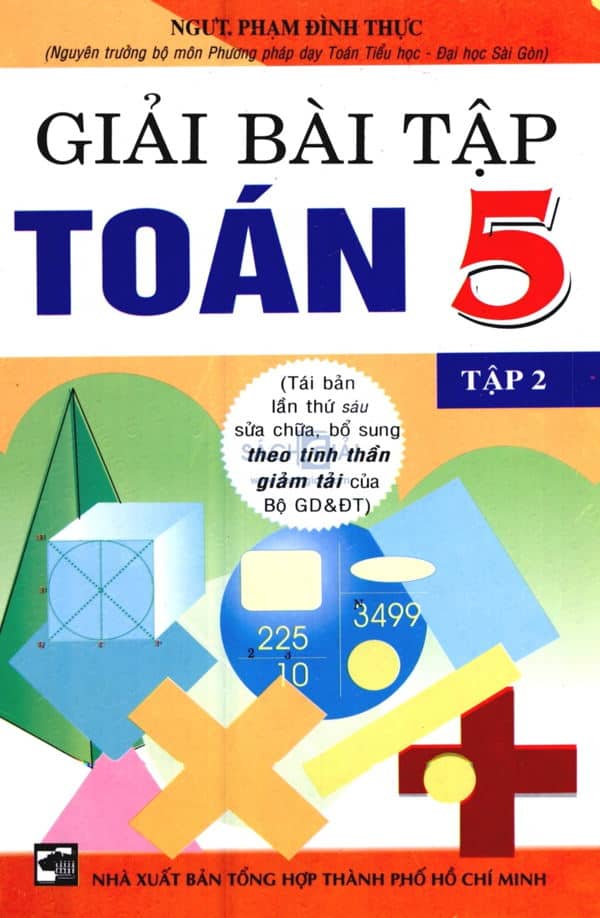 NGƯT. PHẠM ĐÌNH THỰC
(Nguyên trưởng bộ môn Phương pháp dạy Toán Tiểu học - Đại học Sài Gòn)
GIẢI BÀI TẬP
TOÁN 5
TẬP 2
(Tái bản
lần thứ sáu
sửa chữa, bổ sung
theo tinh thần
giảm tải của
Bộ GD&ĐT)
3499
225
10
NHÀ XUẤT BẢN TỔNG HỢP THÀNH PHỐ HỒ CHÍ MINH